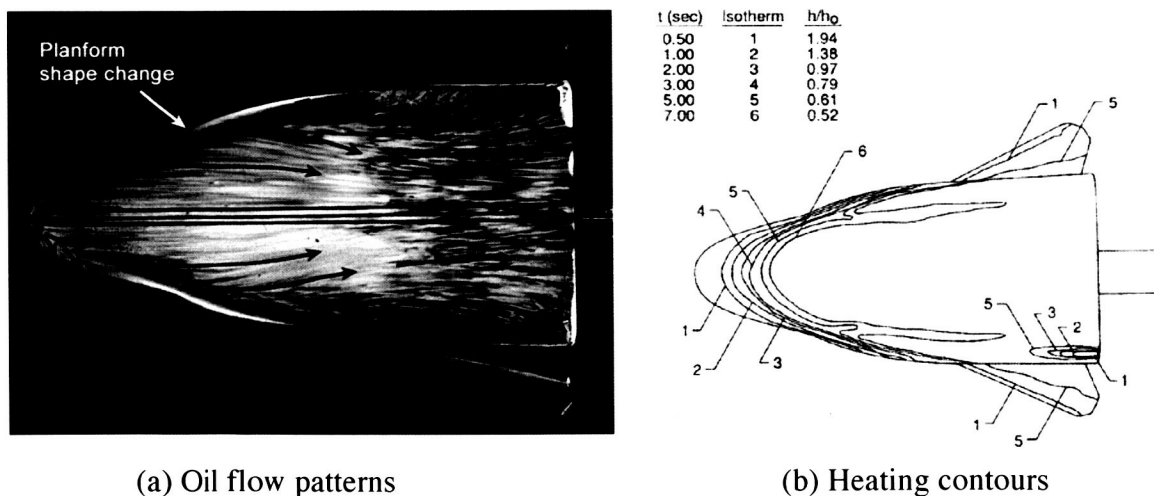 Planform
shape change
t (sec) Isotherm h/h₀
0.50 1 1.94
1.00 2 1.38
2.00 3 0.97
3.00 4 0.79
5.00 5 0.61
7.00 6 0.52
1
5
6
5
4
1
2
3
5
3
2
1
1
5
(a) Oil flow patterns
(b) Heating contours